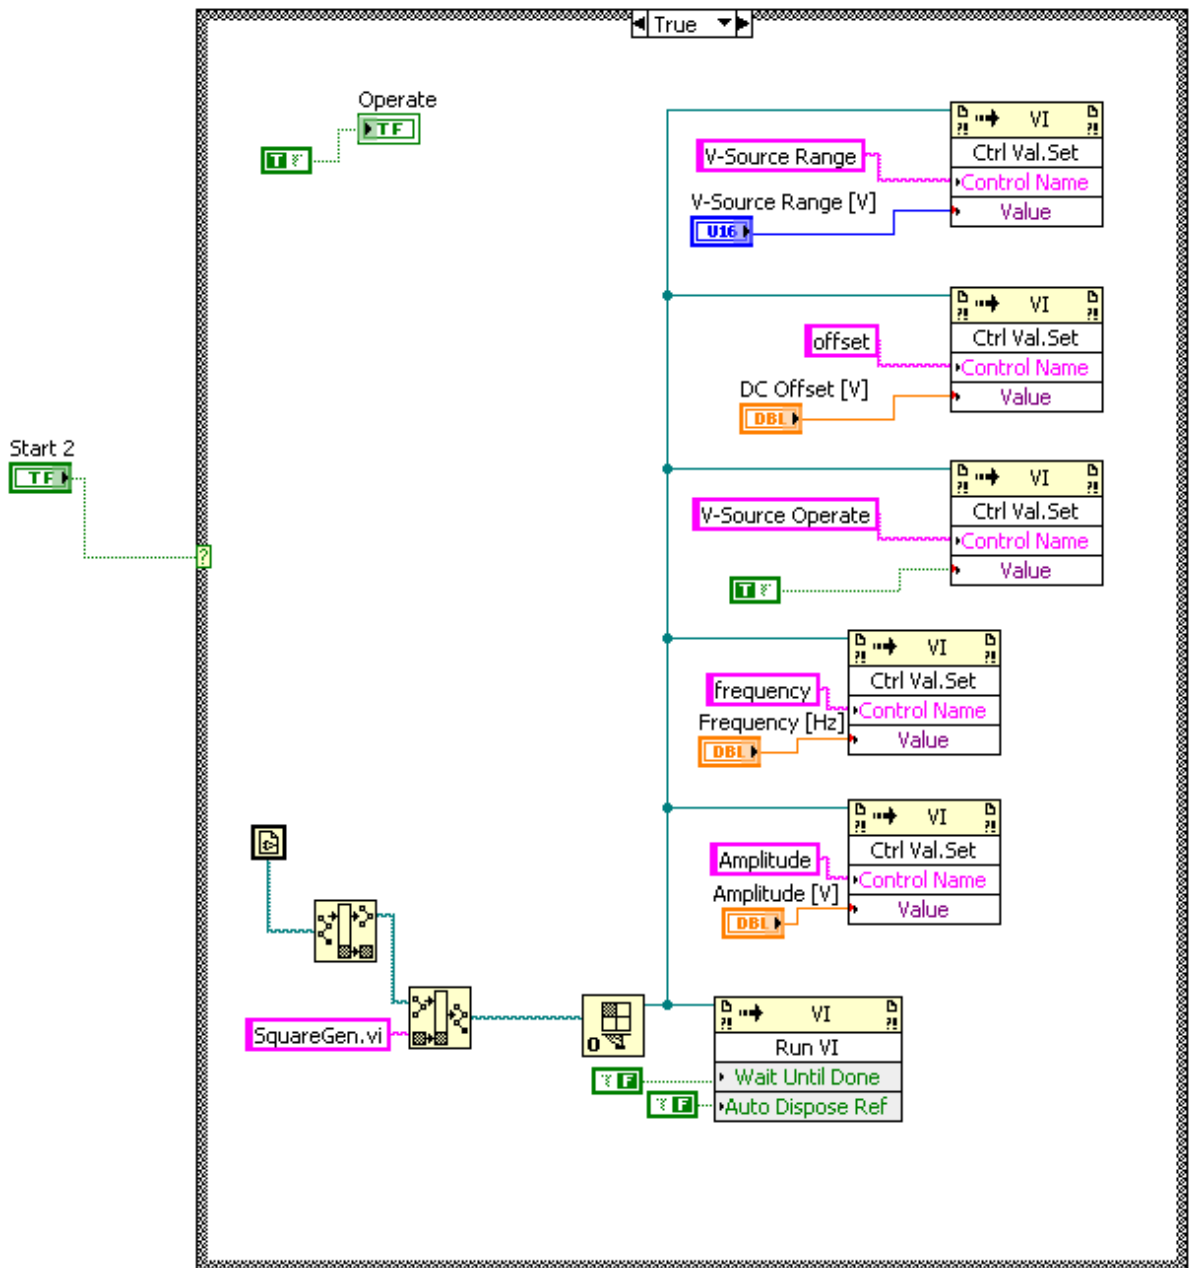 True
Operate
TF
T
VI
Ctrl Val.Set
V-Source Range
Control Name
V-Source Range [V]
Value
U16
VI
Ctrl Val.Set
offset
Control Name
DC Offset [V]
Value
DBL
Start 2
TF
?
VI
Ctrl Val.Set
V-Source Operate
Control Name
Value
T
VI
Ctrl Val.Set
frequency
Control Name
Frequency [Hz]
Value
DBL
VI
Ctrl Val.Set
Amplitude
Control Name
Amplitude [V]
Value
DBL
SquareGen.vi
0
VI
Run VI
F
Wait Until Done
F
Auto Dispose Ref